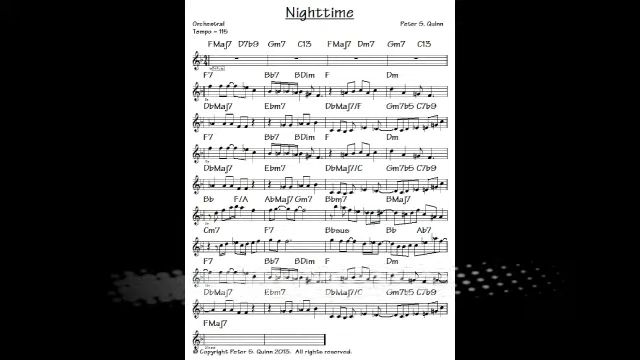 Nighttime
Orchestral Peter S. Quinn
Tempo = 115
FMaj7 D7b9 Gm7 C13 FMaj7 Dm7 Gm7 C13
F7 Bb7 BDim F Dm
DbMaj7 Ebm7 DbMaj7/F Gm7b5 C7b9
F7 Bb7 BDim F Dm
DbMaj7 Ebm7 DbMaj7/C Gm7b5 C7b9
Bb F/A AbMaj7 Gm7 Bbm7 BMaj7
Cm7 F7 Bbsus Bb Ab7
F7 Bb7 BDim F Dm
DbMaj7 Ebm7 DbMaj7/C Gm7b5 C7b9
FMaj7
© Copyright Peter S. Quinn 2015. All rights reserved.